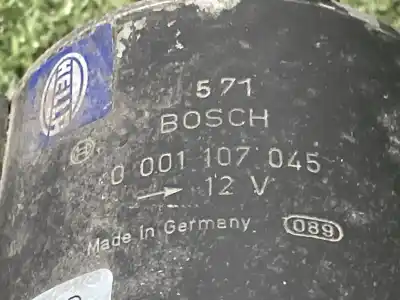 HELLA
571
BOSCH
0 001 107 045
12 V
Made in Germany
089